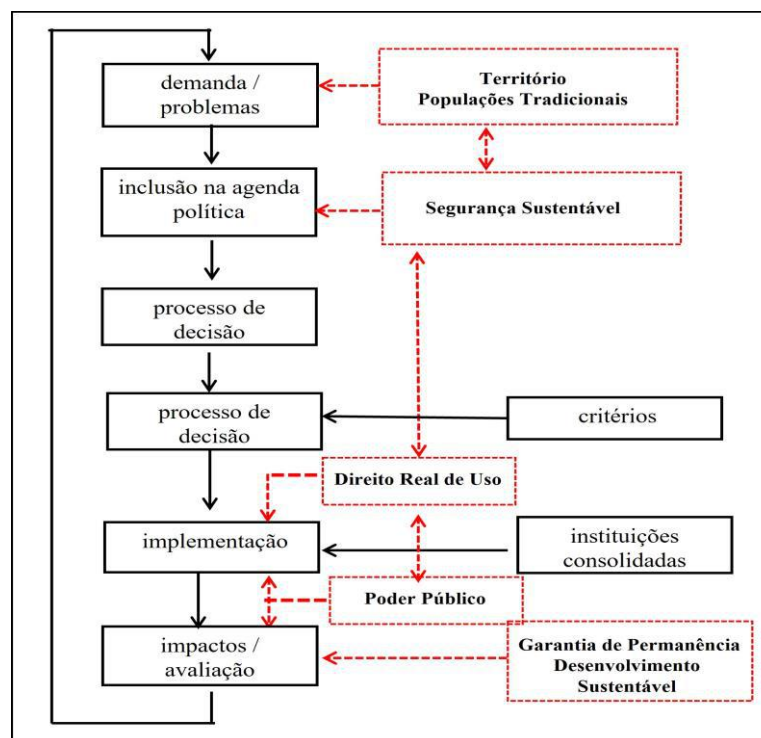 demanda /
problemas
Território
Populações Tradicionais
inclusão na agenda
política
Segurança Sustentável
processo de
decisão
processo de
decisão
critérios
Direito Real de Uso
implementação
instituições
consolidadas
Poder Público
impactos /
avaliação
Garantia de Permanência
Desenvolvimento
Sustentável